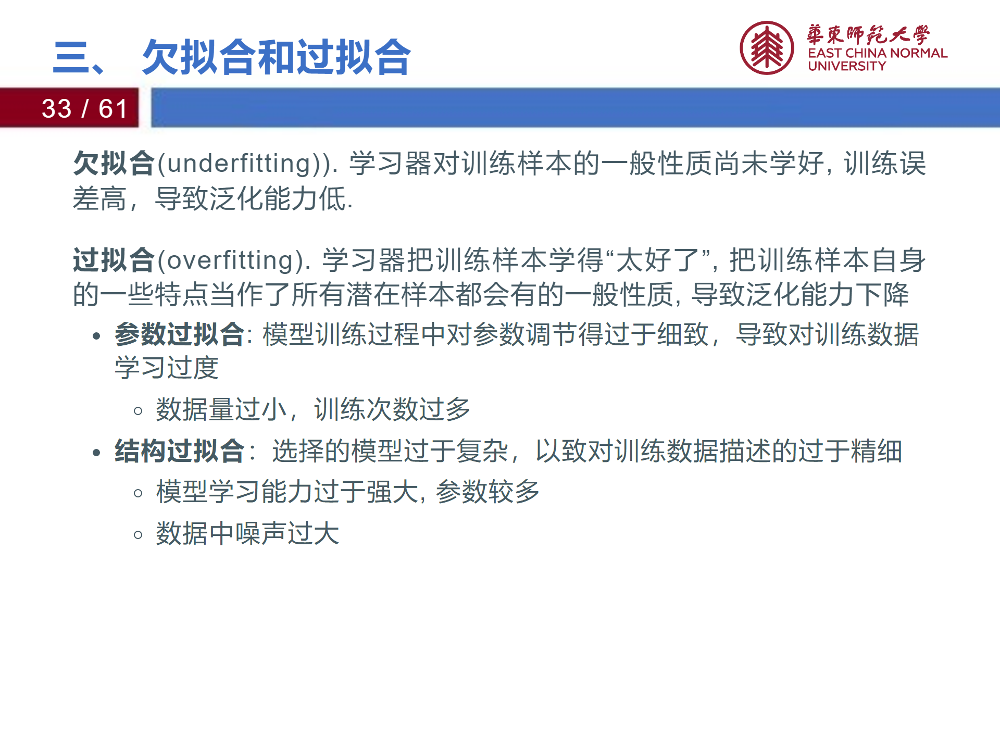 三、 欠拟合和过拟合
華東師範大學
EAST CHINA NORMAL
UNIVERSITY
33 / 61
欠拟合(underfitting)). 学习器对训练样本的一般性质尚未学好, 训练误
差高，导致泛化能力低.
过拟合(overfitting). 学习器把训练样本学得“太好了”, 把训练样本自身
的一些特点当作了所有潜在样本都会有的一般性质, 导致泛化能力下降
• 参数过拟合: 模型训练过程中对参数调节得过于细致，导致对训练数据
学习过度
○ 数据量过小，训练次数过多
• 结构过拟合：选择的模型过于复杂，以致对训练数据描述的过于精细
○ 模型学习能力过于强大, 参数较多
○ 数据中噪声过大